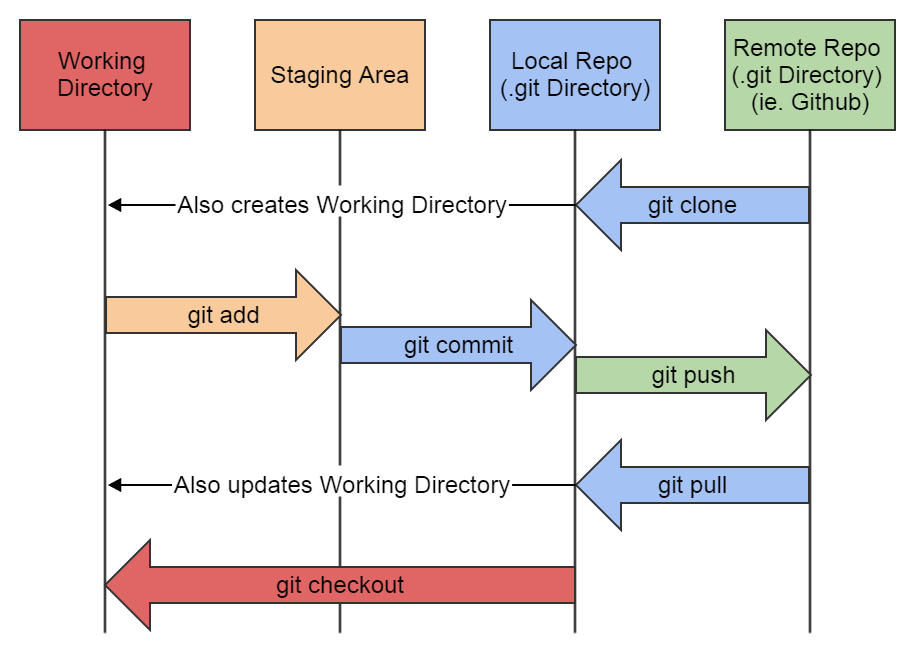 Working
Directory
Staging Area
Local Repo
(.git Directory)
Remote Repo
(.git Directory)
(ie. Github)
Also creates Working Directory
git clone
git add
git commit
git push
Also updates Working Directory
git pull
git checkout